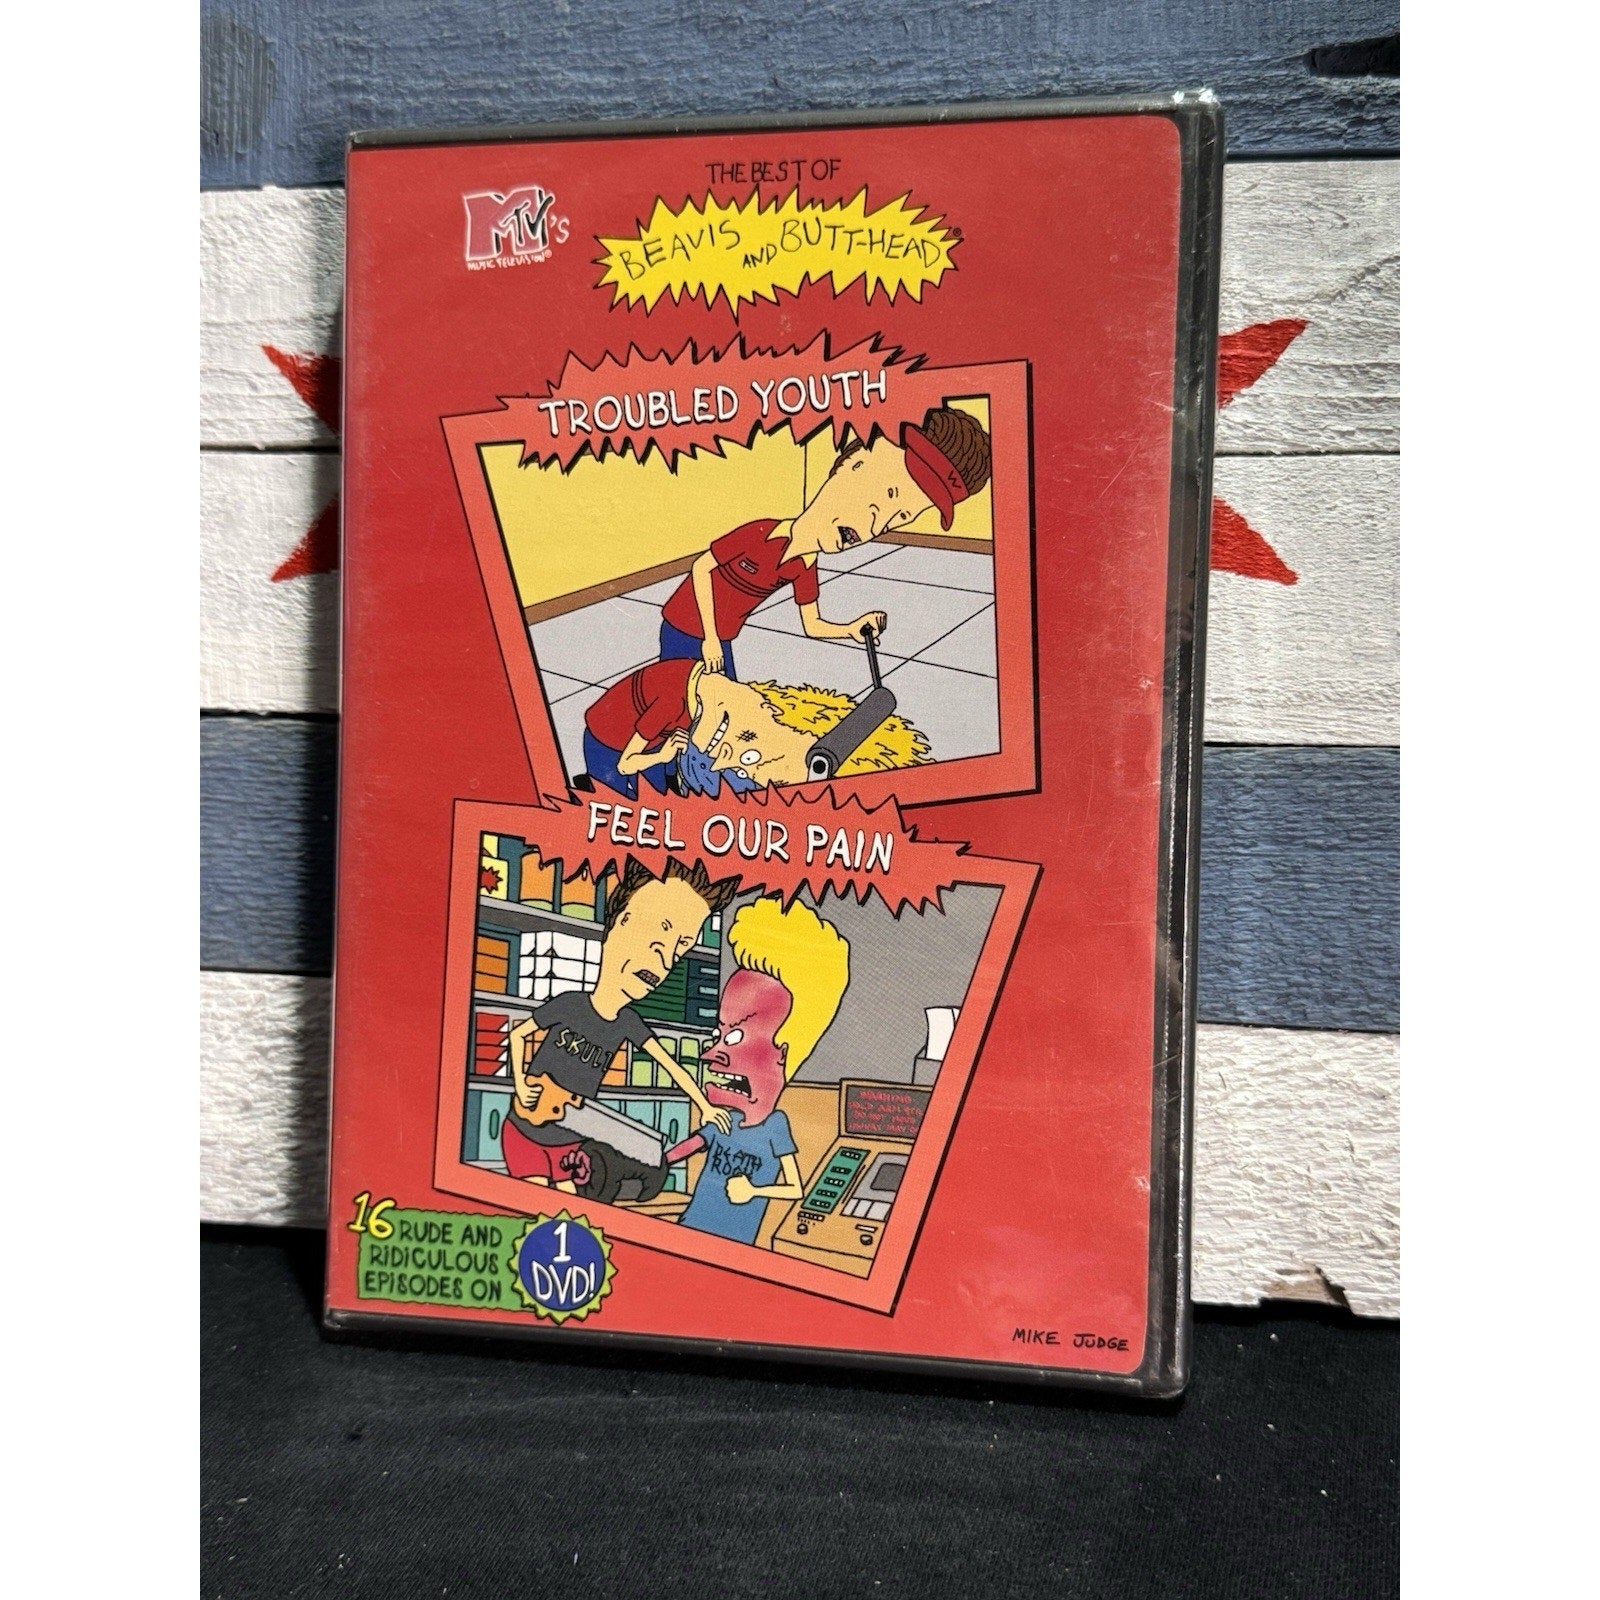 THE BEST OF
MTV's
MUSIC TELEVISION®
BEAVIS AND BUTT-HEAD®
TROUBLED YOUTH
FEEL OUR PAIN
SKULL
DEATH
ROCK
WARNING
16 RUDE AND
RIDICULOUS
EPISODES ON
1
DVD!
MIKE JUDGE